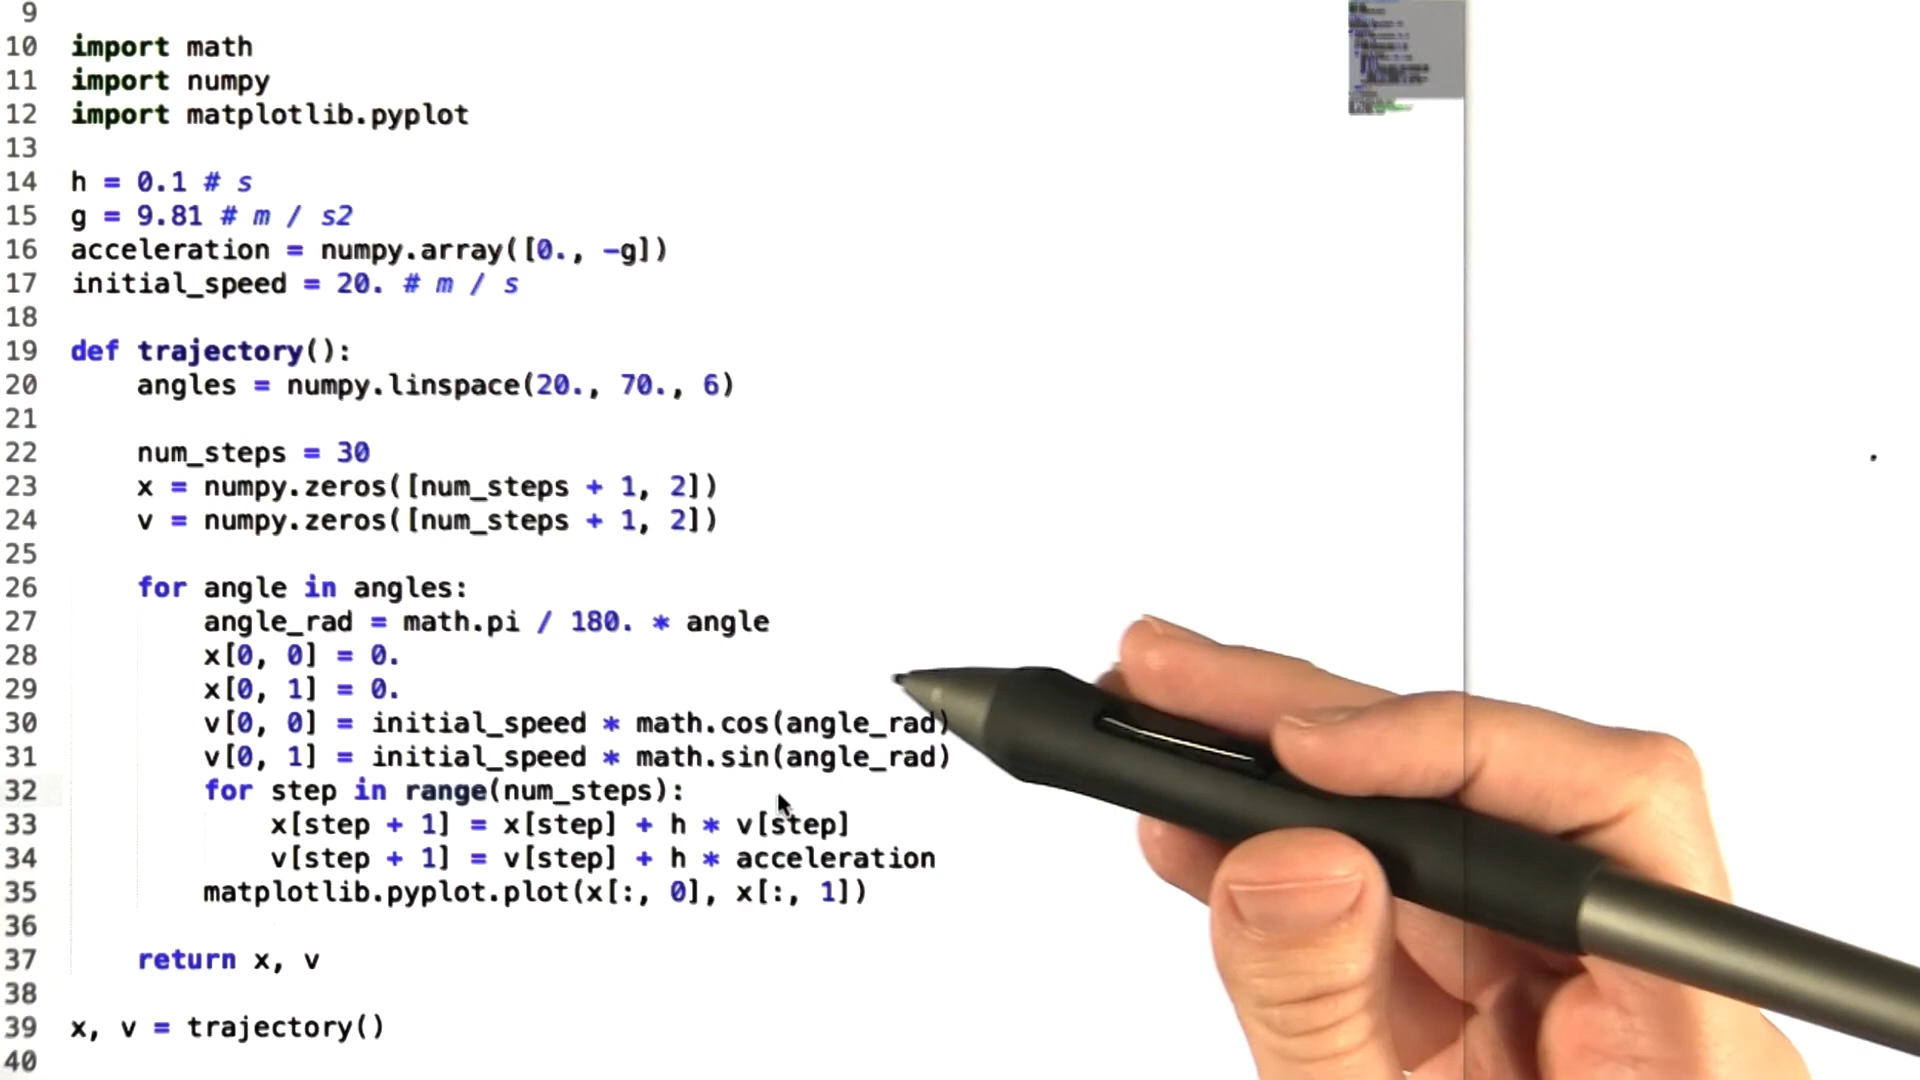 9
10 import math
11 import numpy
12 import matplotlib.pyplot
13
14 h = 0.1 # s
15 g = 9.81 # m / s2
16 acceleration = numpy.array([0., -g])
17 initial_speed = 20. # m / s
18
19 def trajectory():
20     angles = numpy.linspace(20., 70., 6)
21
22     num_steps = 30
23     x = numpy.zeros([num_steps + 1, 2])
24     v = numpy.zeros([num_steps + 1, 2])
25
26     for angle in angles:
27         angle_rad = math.pi / 180. * angle
28         x[0, 0] = 0.
29         x[0, 1] = 0.
30         v[0, 0] = initial_speed * math.cos(angle_rad)
31         v[0, 1] = initial_speed * math.sin(angle_rad)
32         for step in range(num_steps):
33             x[step + 1] = x[step] + h * v[step]
34             v[step + 1] = v[step] + h * acceleration
35         matplotlib.pyplot.plot(x[:, 0], x[:, 1])
36
37     return x, v
38
39 x, v = trajectory()
40